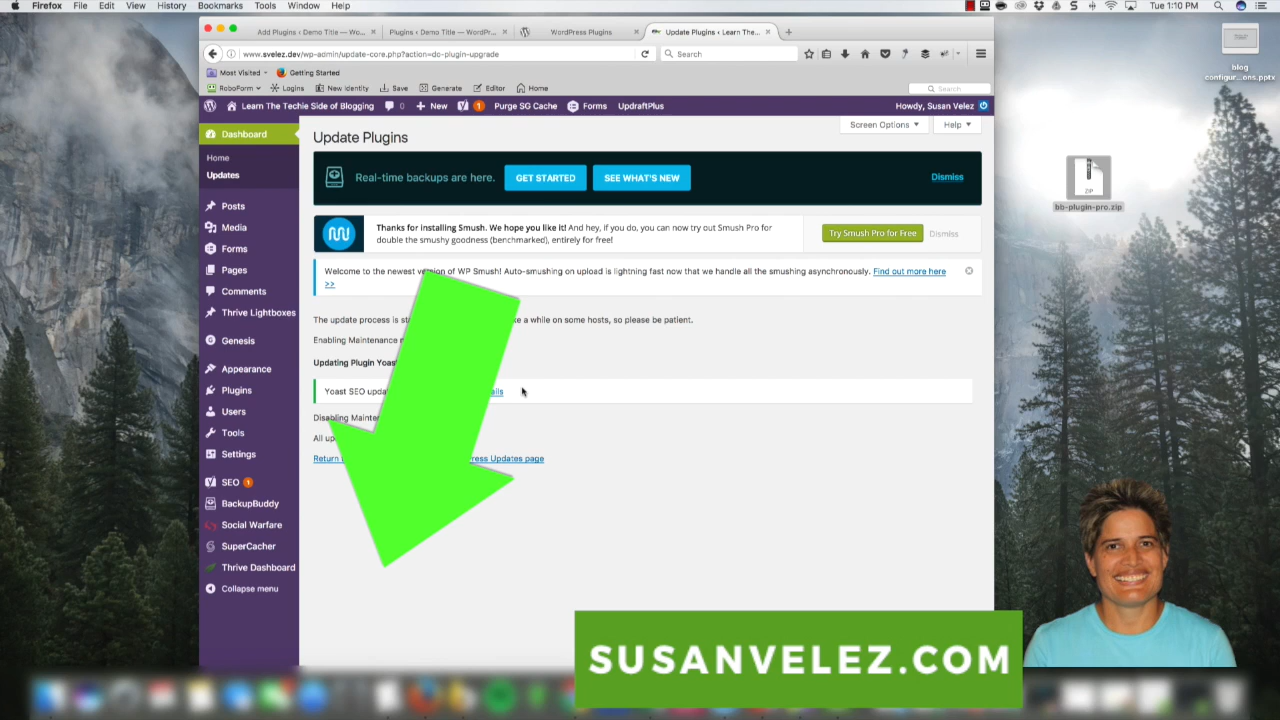 Firefox File Edit View History Bookmarks Tools Window Help
Tue 1:10 PM
Add Plugins ‹ Demo Title — Wo...
Plugins ‹ Demo Title — WordPr...
WordPress Plugins
Update Plugins ‹ Learn The...
www.svelez.dev/wp-admin/update-core.php?action=do-plugin-upgrade
Search
Most Visited
Getting Started
RoboForm
Logins
New Identity
Save
Generate
Editor
Home
Search
Learn The Techie Side of Blogging
0
New
1
Purge SG Cache
Forms
UpdraftPlus
Howdy, Susan Velez
Screen Options
Help
Dashboard
Home
Updates
Posts
Media
Forms
Pages
Comments
Thrive Lightboxes
Genesis
Appearance
Plugins
Users
Tools
Settings
SEO 1
BackupBuddy
Social Warfare
SuperCacher
Thrive Dashboard
Collapse menu
Update Plugins
Real-time backups are here.
GET STARTED
SEE WHAT'S NEW
Dismiss
Thanks for installing Smush. We hope you like it! And hey, if you do, you can now try out Smush Pro for
double the smushy goodness (benchmarked), entirely for free!
Try Smush Pro for Free
Dismiss
Welcome to the newest version of WP Smush! Auto-smushing on upload is lightning fast now that we handle all the smushing asynchronously. Find out more here
>>
The update process is a while on some hosts, so please be patient.
Enabling Maintenance
Updating Plugin Yoast
Yoast SEO
Disabling
All
Return Updates page
blog
configur...ons.pptx
ZIP
bb-plugin-pro.zip
SUSANVELEZ.COM